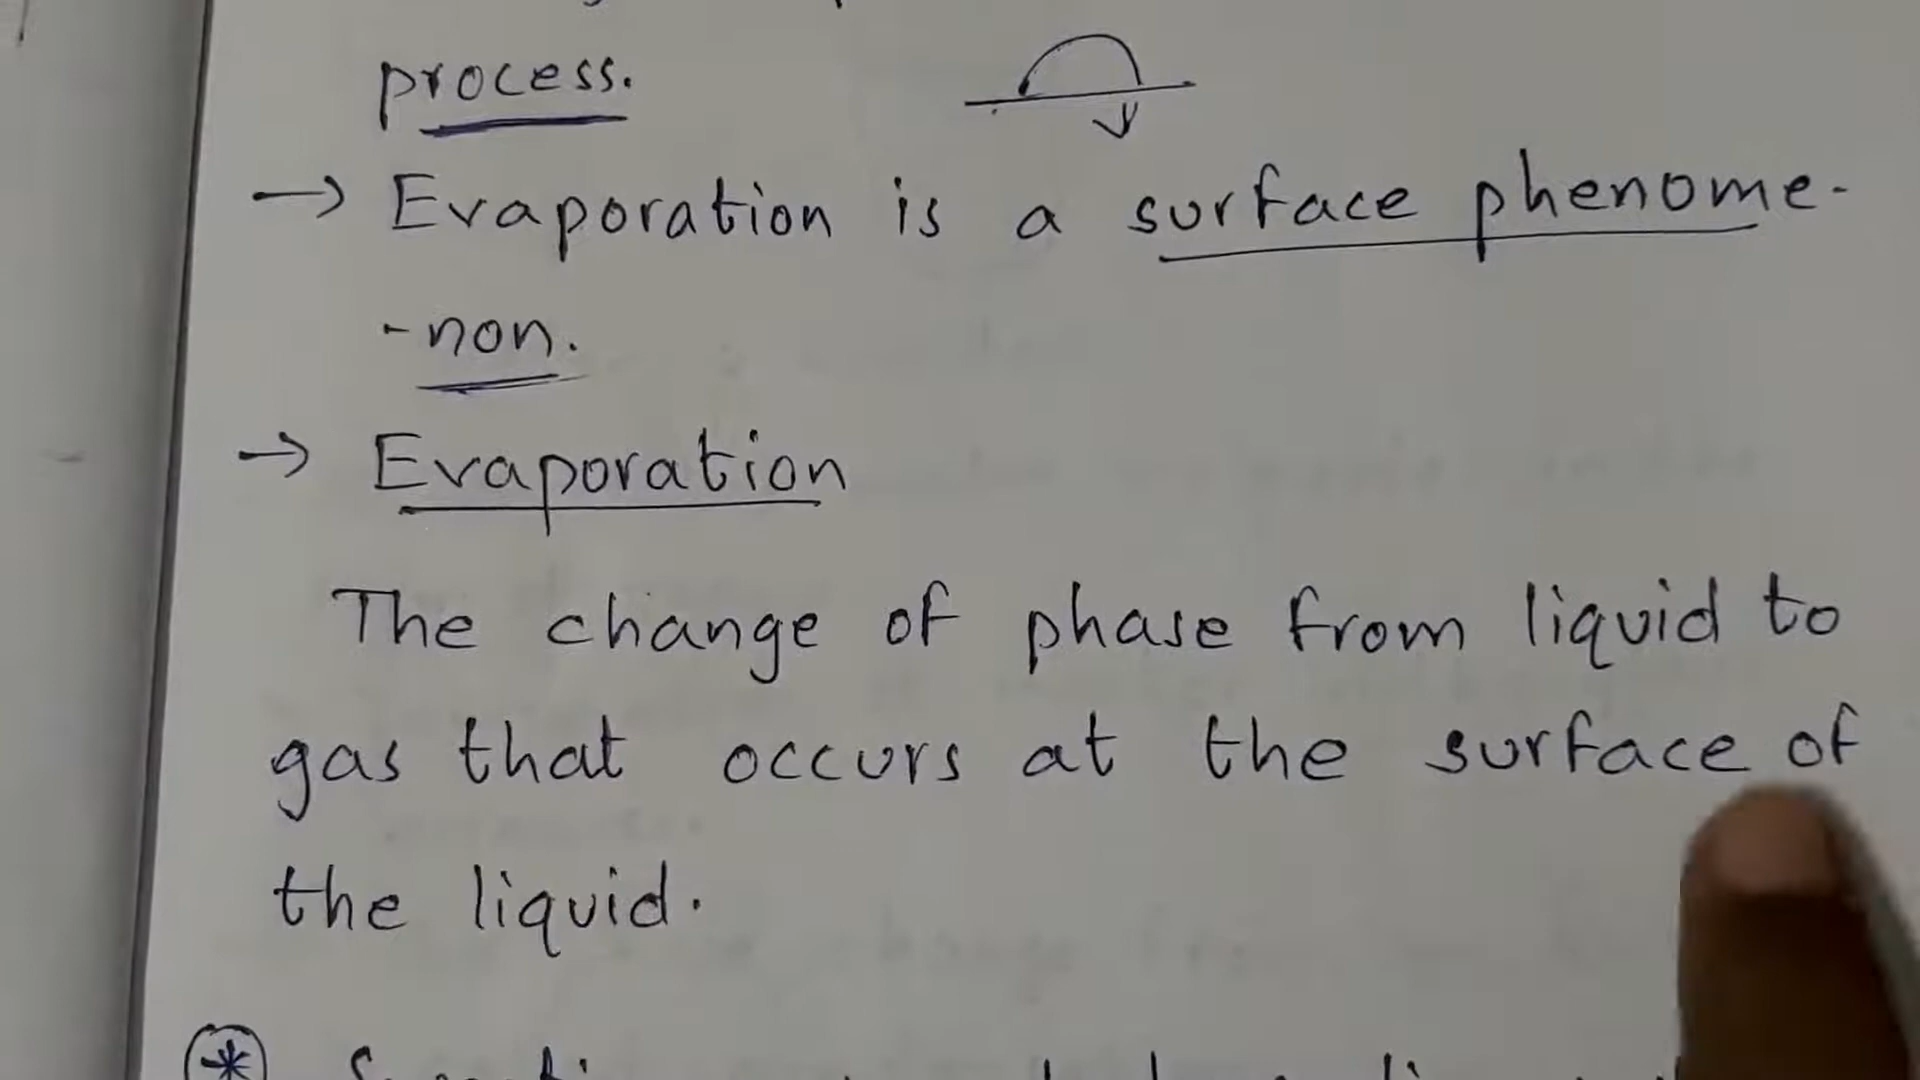 process.
→ Evaporation is a surface phenome-
-non.
→ Evaporation
The change of phase from liquid to
gas that occurs at the surface of
the liquid.